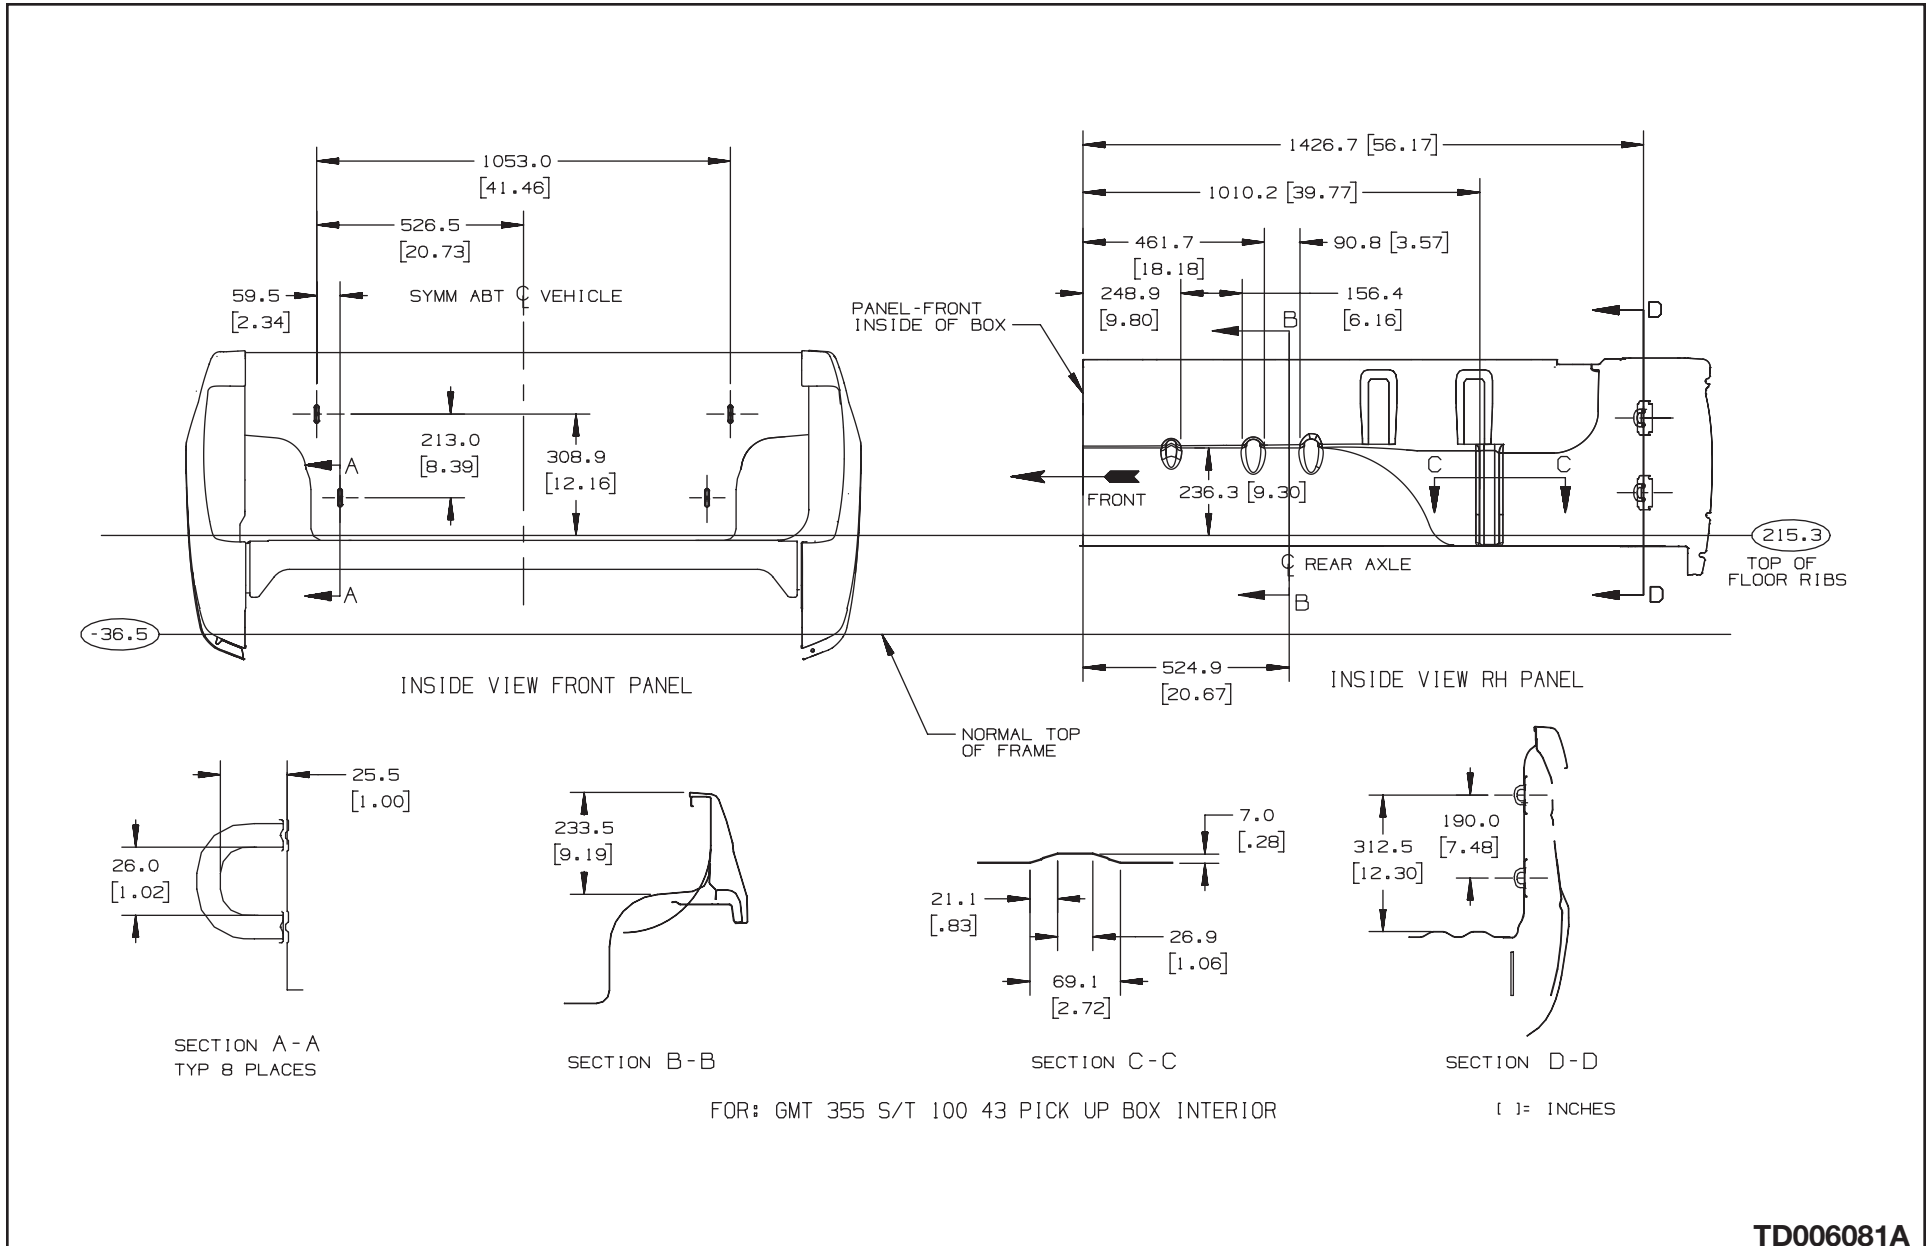 1053.0
[41.46]
526.5
[20.73]
59.5
[2.34]
SYMM ABT ℄ VEHICLE
213.0
[8.39]
308.9
[12.16]
A
A
-36.5
INSIDE VIEW FRONT PANEL
1426.7 [56.17]
1010.2 [39.77]
461.7
[18.18]
90.8 [3.57]
248.9
[9.80]
156.4
[6.16]
PANEL-FRONT
INSIDE OF BOX
B
D
FRONT
236.3 [9.30]
C
C
215.3
TOP OF
FLOOR RIBS
℄ REAR AXLE
B
D
524.9
[20.67]
INSIDE VIEW RH PANEL
NORMAL TOP
OF FRAME
25.5
[1.00]
26.0
[1.02]
SECTION A-A
TYP 8 PLACES
233.5
[9.19]
SECTION B-B
7.0
[.28]
21.1
[.83]
26.9
[1.06]
69.1
[2.72]
SECTION C-C
190.0
[7.48]
312.5
[12.30]
SECTION D-D
FOR: GMT 355 S/T 100 43 PICK UP BOX INTERIOR
[ ]= INCHES
TD006081A